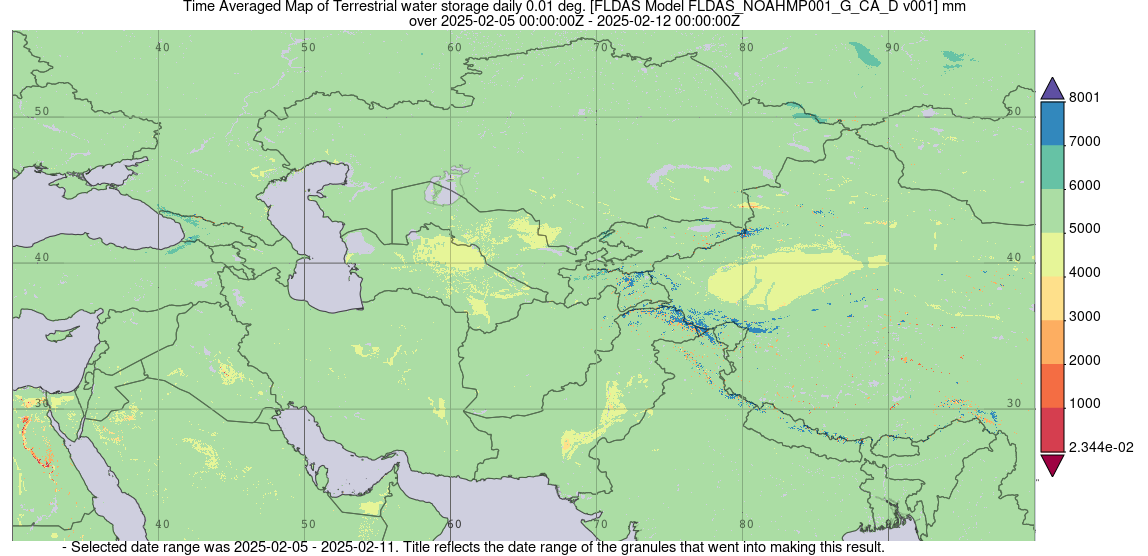 Time Averaged Map of Terrestrial water storage daily 0.01 deg. [FLDAS Model FLDAS_NOAHMP001_G_CA_D v001] mm
over 2025-02-05 00:00:00Z - 2025-02-12 00:00:00Z
40 50 60 70 80 90
8001
50 50
7000
6000
5000
40 40
4000
3000
2000
30 30
1000
2.344e-02
40 50 60 70 80 90
- Selected date range was 2025-02-05 - 2025-02-11. Title reflects the date range of the granules that went into making this result.